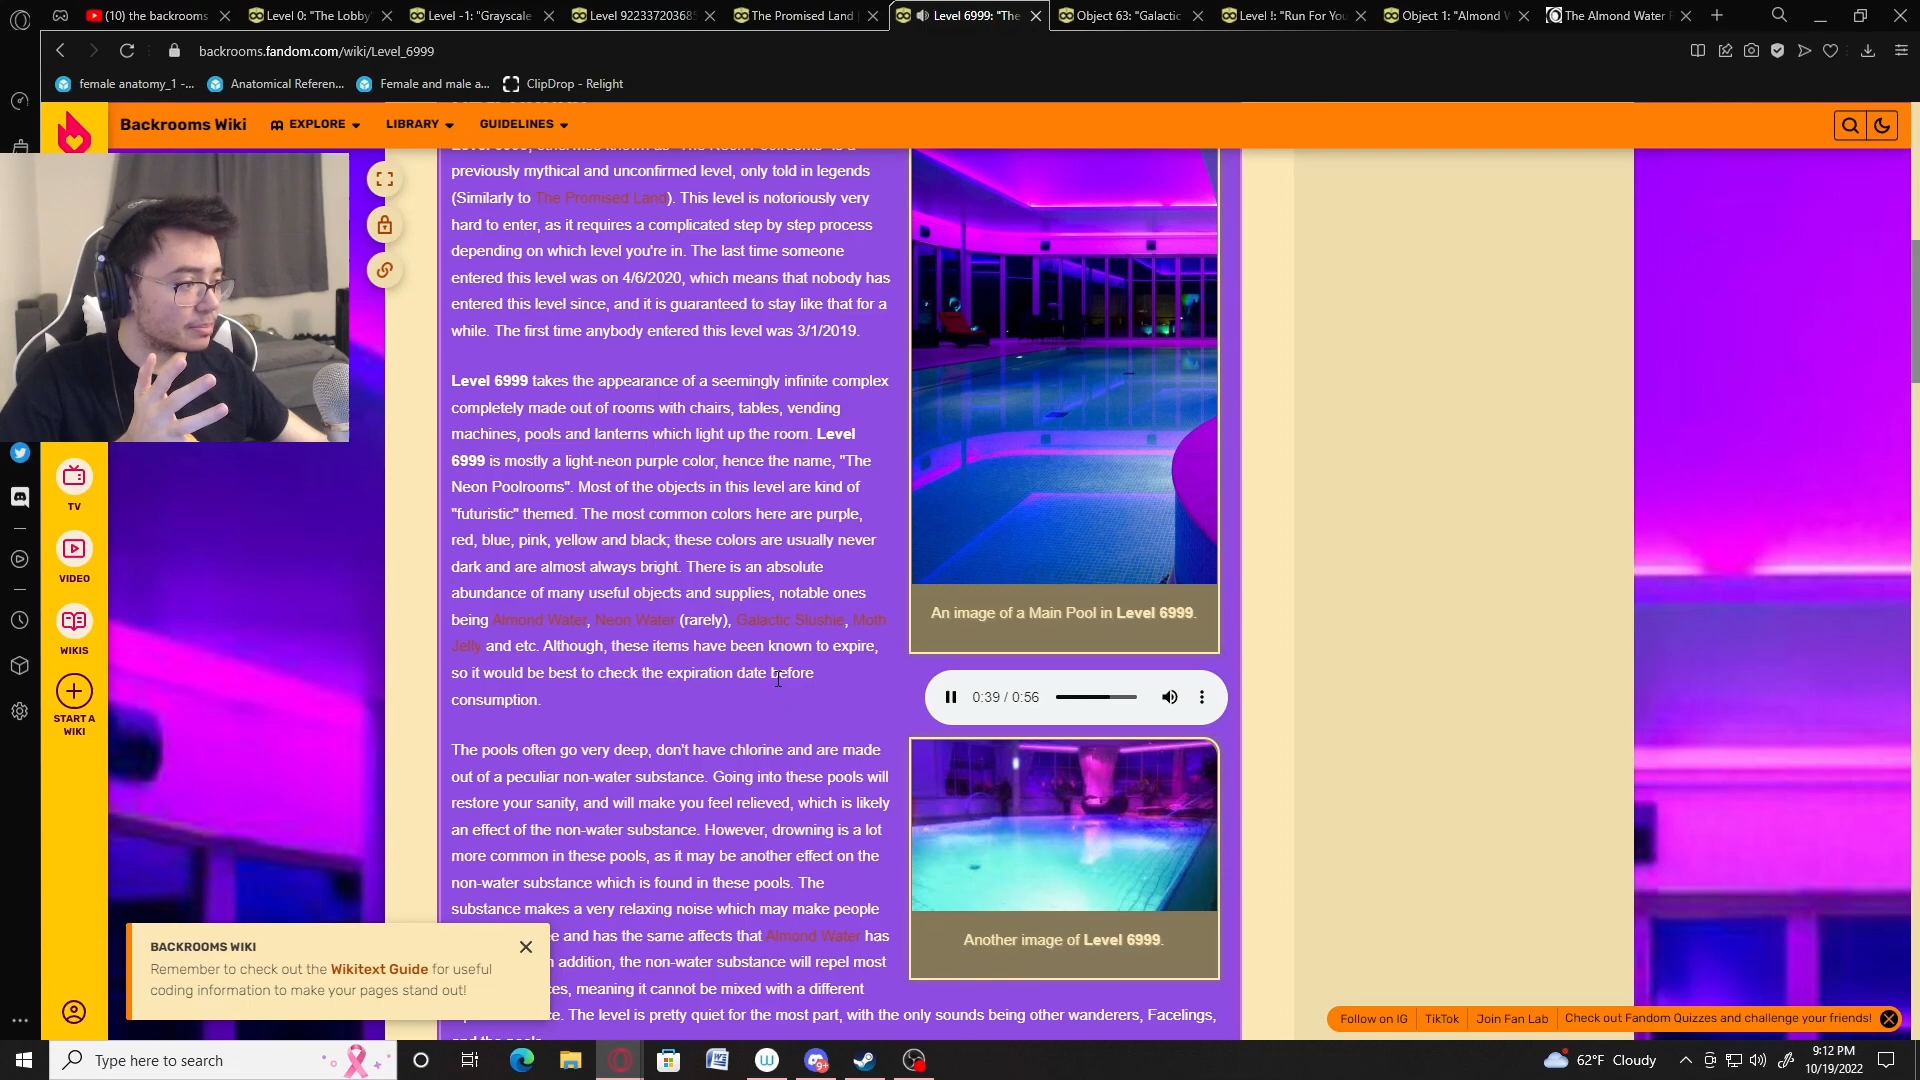 (10) the backrooms
Level 0: "The Lobby"
Level -1: "Grayscale
Level 922337203685
The Promised Land |
Level 6999: "The
Object 63: "Galactic
Level !: "Run For You
Object 1: "Almond W
The Almond Water F
backrooms.fandom.com/wiki/Level_6999
female anatomy_1 -...
Anatomical Referen...
Female and male a...
ClipDrop - Relight
Backrooms Wiki
EXPLORE
LIBRARY
GUIDELINES
previously mythical and unconfirmed level, only told in legends
(Similarly to The Promised Land). This level is notoriously very
hard to enter, as it requires a complicated step by step process
depending on which level you're in. The last time someone
entered this level was on 4/6/2020, which means that nobody has
entered this level since, and it is guaranteed to stay like that for a
while. The first time anybody entered this level was 3/1/2019.
Level 6999 takes the appearance of a seemingly infinite complex
completely made out of rooms with chairs, tables, vending
machines, pools and lanterns which light up the room. Level
6999 is mostly a light-neon purple color, hence the name, "The
Neon Poolrooms". Most of the objects in this level are kind of
"futuristic" themed. The most common colors here are purple,
red, blue, pink, yellow and black; these colors are usually never
dark and are almost always bright. There is an absolute
abundance of many useful objects and supplies, notable ones
being Almond Water, Neon Water (rarely), Galactic Slushie, Moth
Jelly and etc. Although, these items have been known to expire,
so it would be best to check the expiration date before
consumption.
The pools often go very deep, don't have chlorine and are made
out of a peculiar non-water substance. Going into these pools will
restore your sanity, and will make you feel relieved, which is likely
an effect of the non-water substance. However, drowning is a lot
more common in these pools, as it may be another effect on the
non-water substance which is found in these pools. The
substance makes a very relaxing noise which may make people
and has the same affects that Almond Water has
addition, the non-water substance will repel most
meaning it cannot be mixed with a different
The level is pretty quiet for the most part, with the only sounds being other wanderers, Facelings,
An image of a Main Pool in Level 6999.
0:39 / 0:56
Another image of Level 6999.
TV
VIDEO
WIKIS
START A
WIKI
BACKROOMS WIKI
Remember to check out the Wikitext Guide for useful
coding information to make your pages stand out!
Follow on IG
TikTok
Join Fan Lab
Check out Fandom Quizzes and challenge your friends!
Type here to search
9+
62°F Cloudy
9:12 PM
10/19/2022